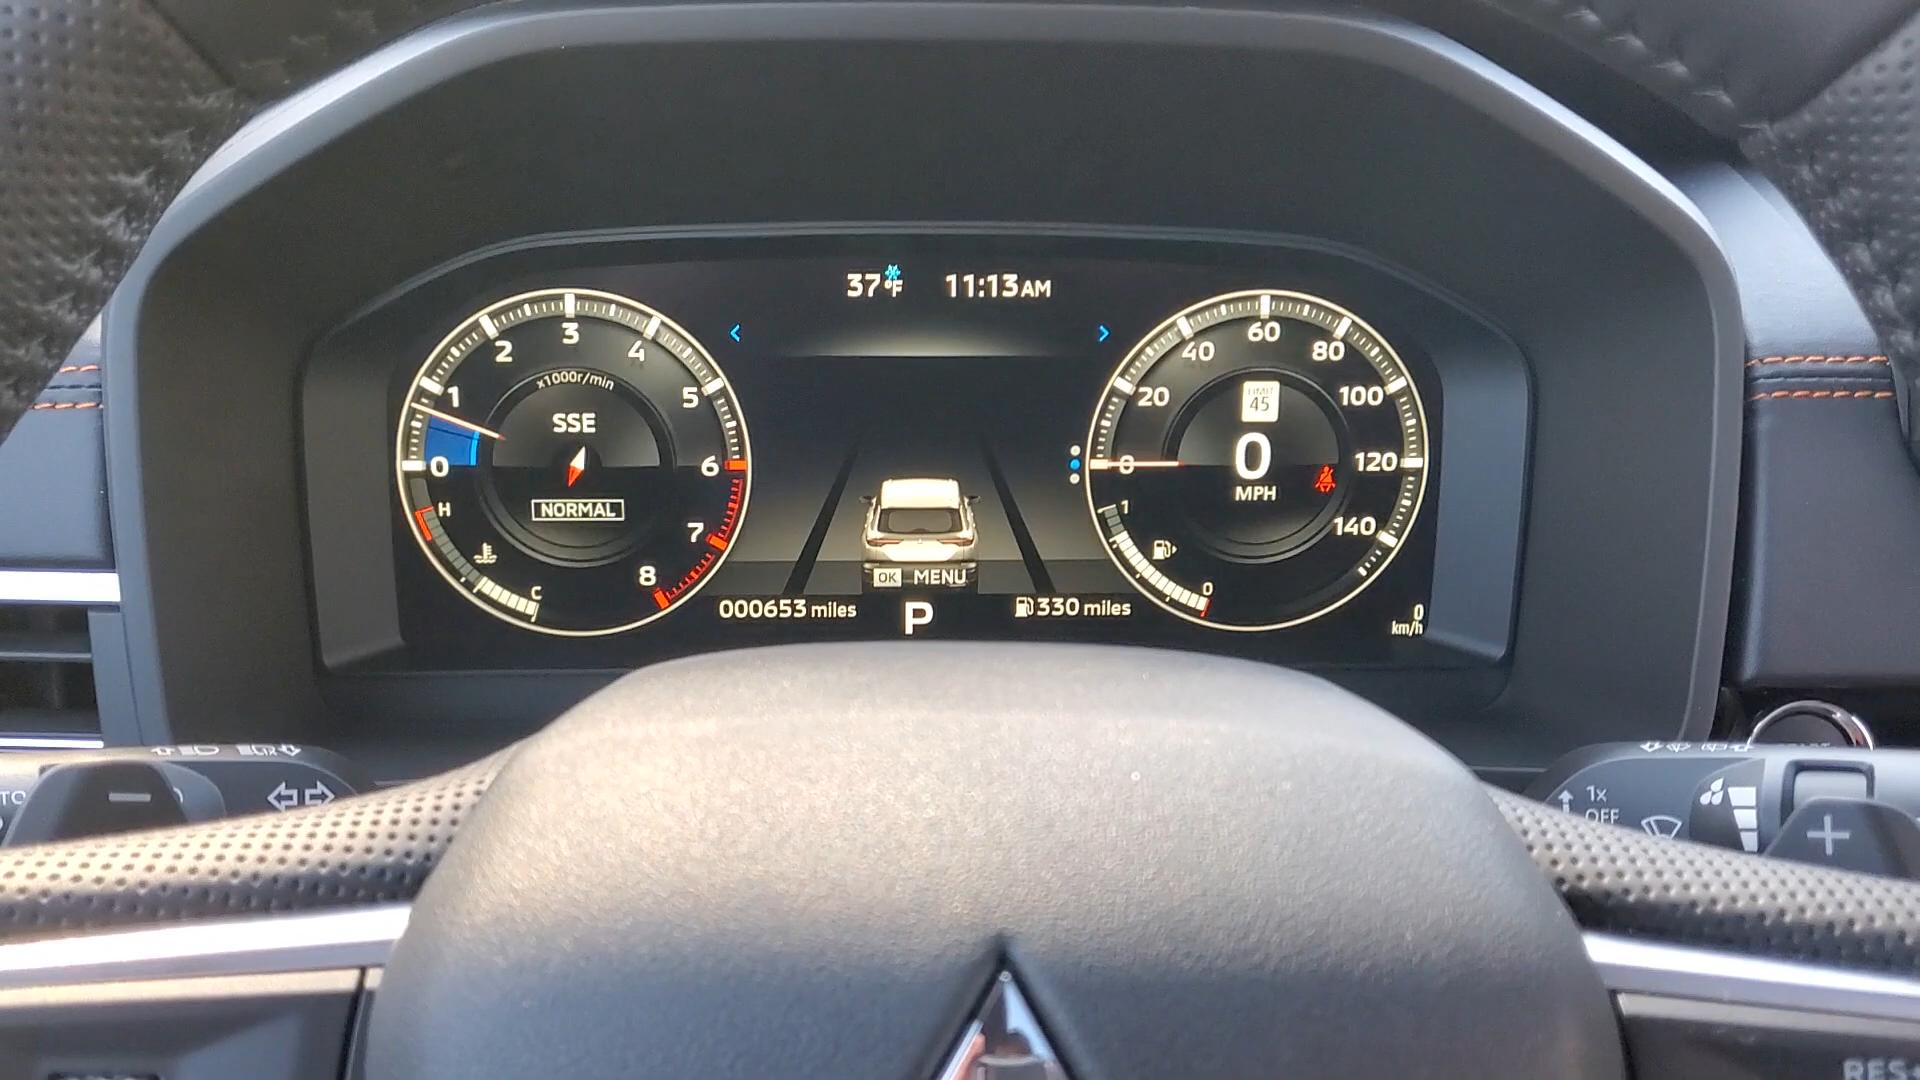 37°F 11:13AM
0
1
2
3
4
5
6
7
8
x1000r/min
SSE
NORMAL
H
C
0
20
40
60
80
100
120
140
LIMIT
45
0
MPH
1
0
OK MENU
000653 miles
P
330 miles
0
km/h
1x
OFF
−
+
RES